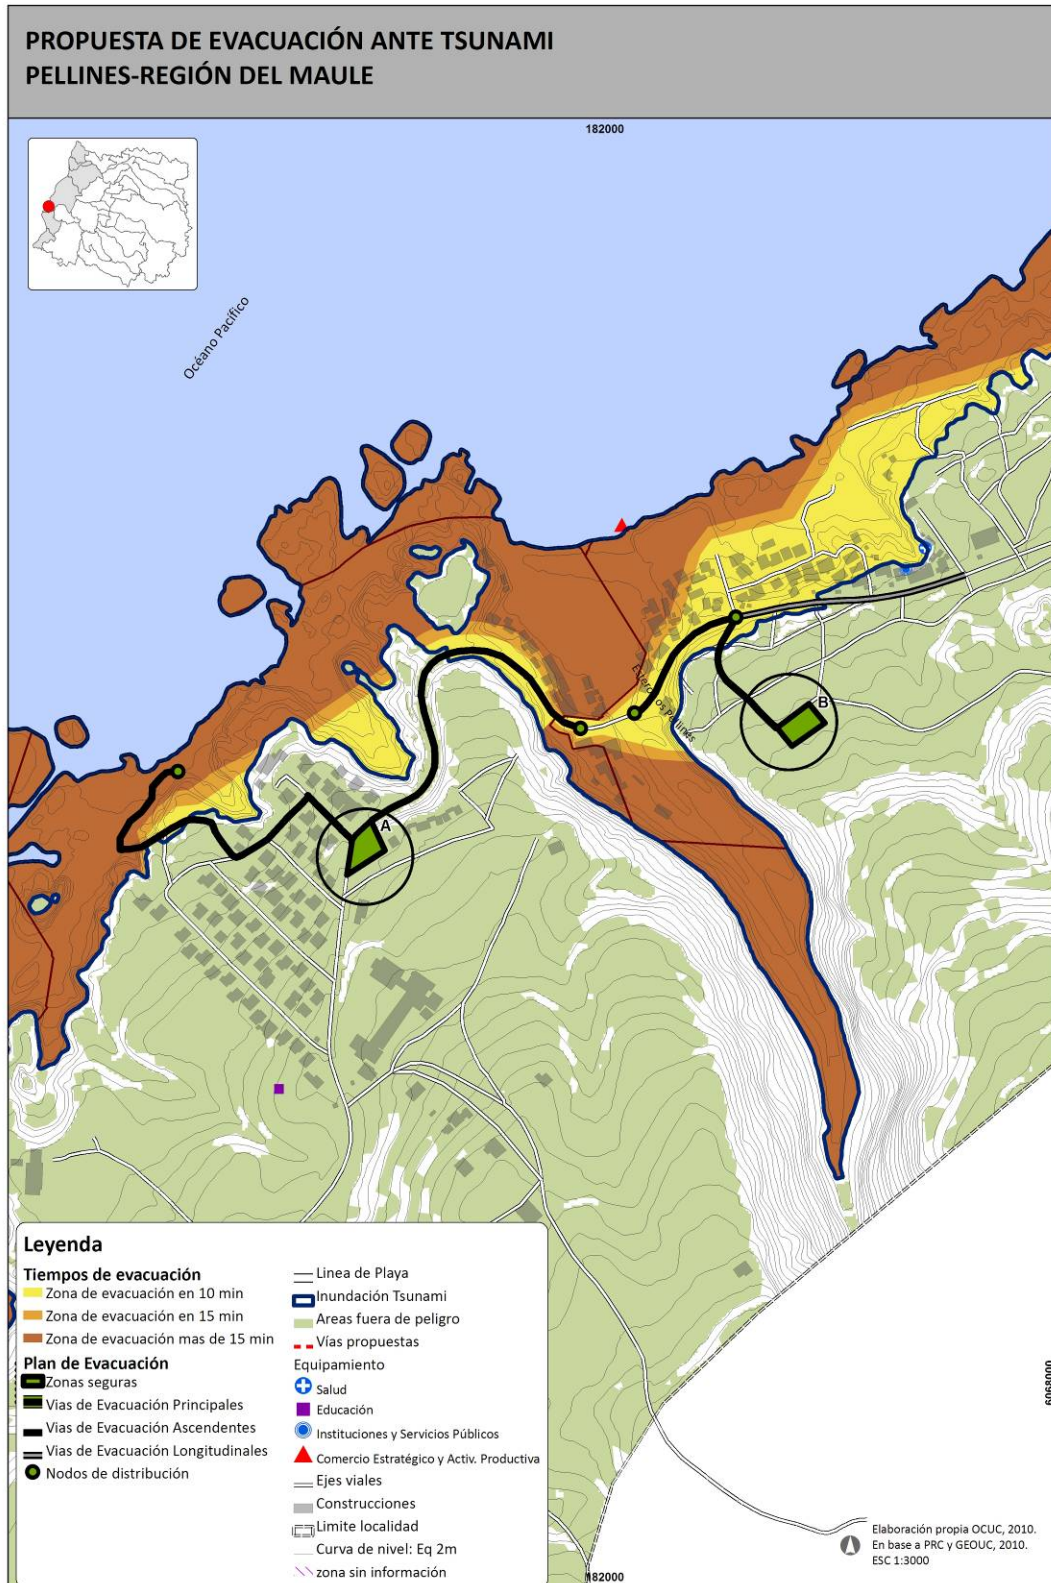 PROPUESTA DE EVACUACIÓN ANTE TSUNAMI
PELLINES-REGIÓN DEL MAULE
182000
Océano Pacífico
Estero Los Pellines
B
A
Leyenda
Tiempos de evacuación
Zona de evacuación en 10 min
Zona de evacuación en 15 min
Zona de evacuación mas de 15 min
Plan de Evacuación
Zonas seguras
Vias de Evacuación Principales
Vias de Evacuación Ascendentes
Vias de Evacuación Longitudinales
Nodos de distribución
Linea de Playa
Inundación Tsunami
Areas fuera de peligro
Vías propuestas
Equipamiento
Salud
Educación
Instituciones y Servicios Públicos
Comercio Estratégico y Activ. Productiva
Ejes viales
Construcciones
Limite localidad
Curva de nivel: Eq 2m
zona sin información
6068000
Elaboración propia OCUC, 2010.
En base a PRC y GEOUC, 2010.
ESC 1:3000
182000